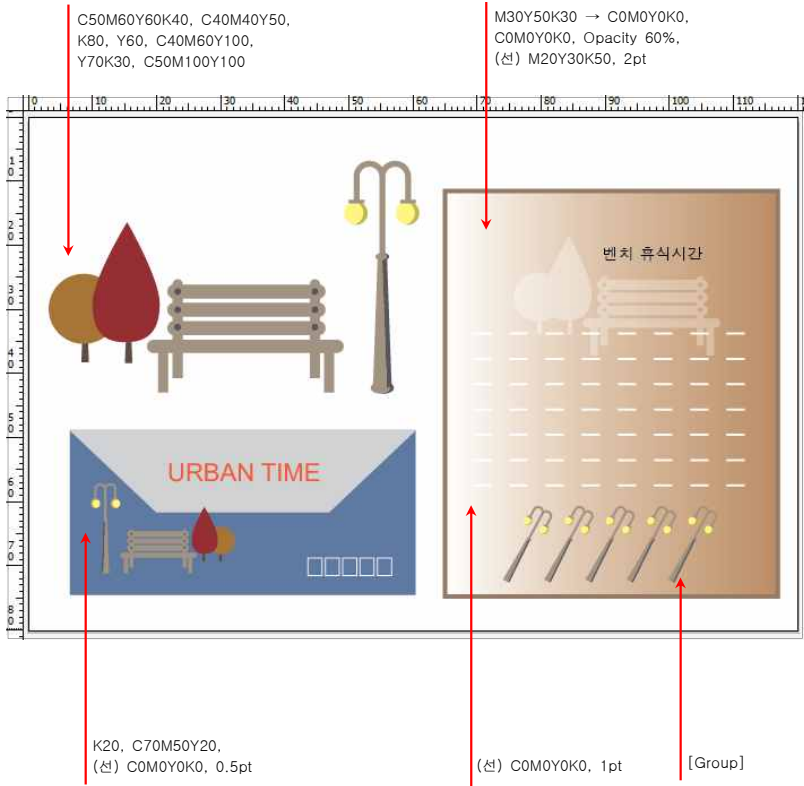 C50M60Y60K40, C40M40Y50,
K80, Y60, C40M60Y100,
Y70K30, C50M100Y100
M30Y50K30 → C0M0Y0K0,
C0M0Y0K0, Opacity 60%,
(선) M20Y30K50, 2pt
0 10 20 30 40 50 60 70 80 90 100 110
10
20
30
40
50
60
70
80
벤치 휴식시간
URBAN TIME
K20, C70M50Y20,
(선) C0M0Y0K0, 0.5pt
(선) C0M0Y0K0, 1pt
[Group]